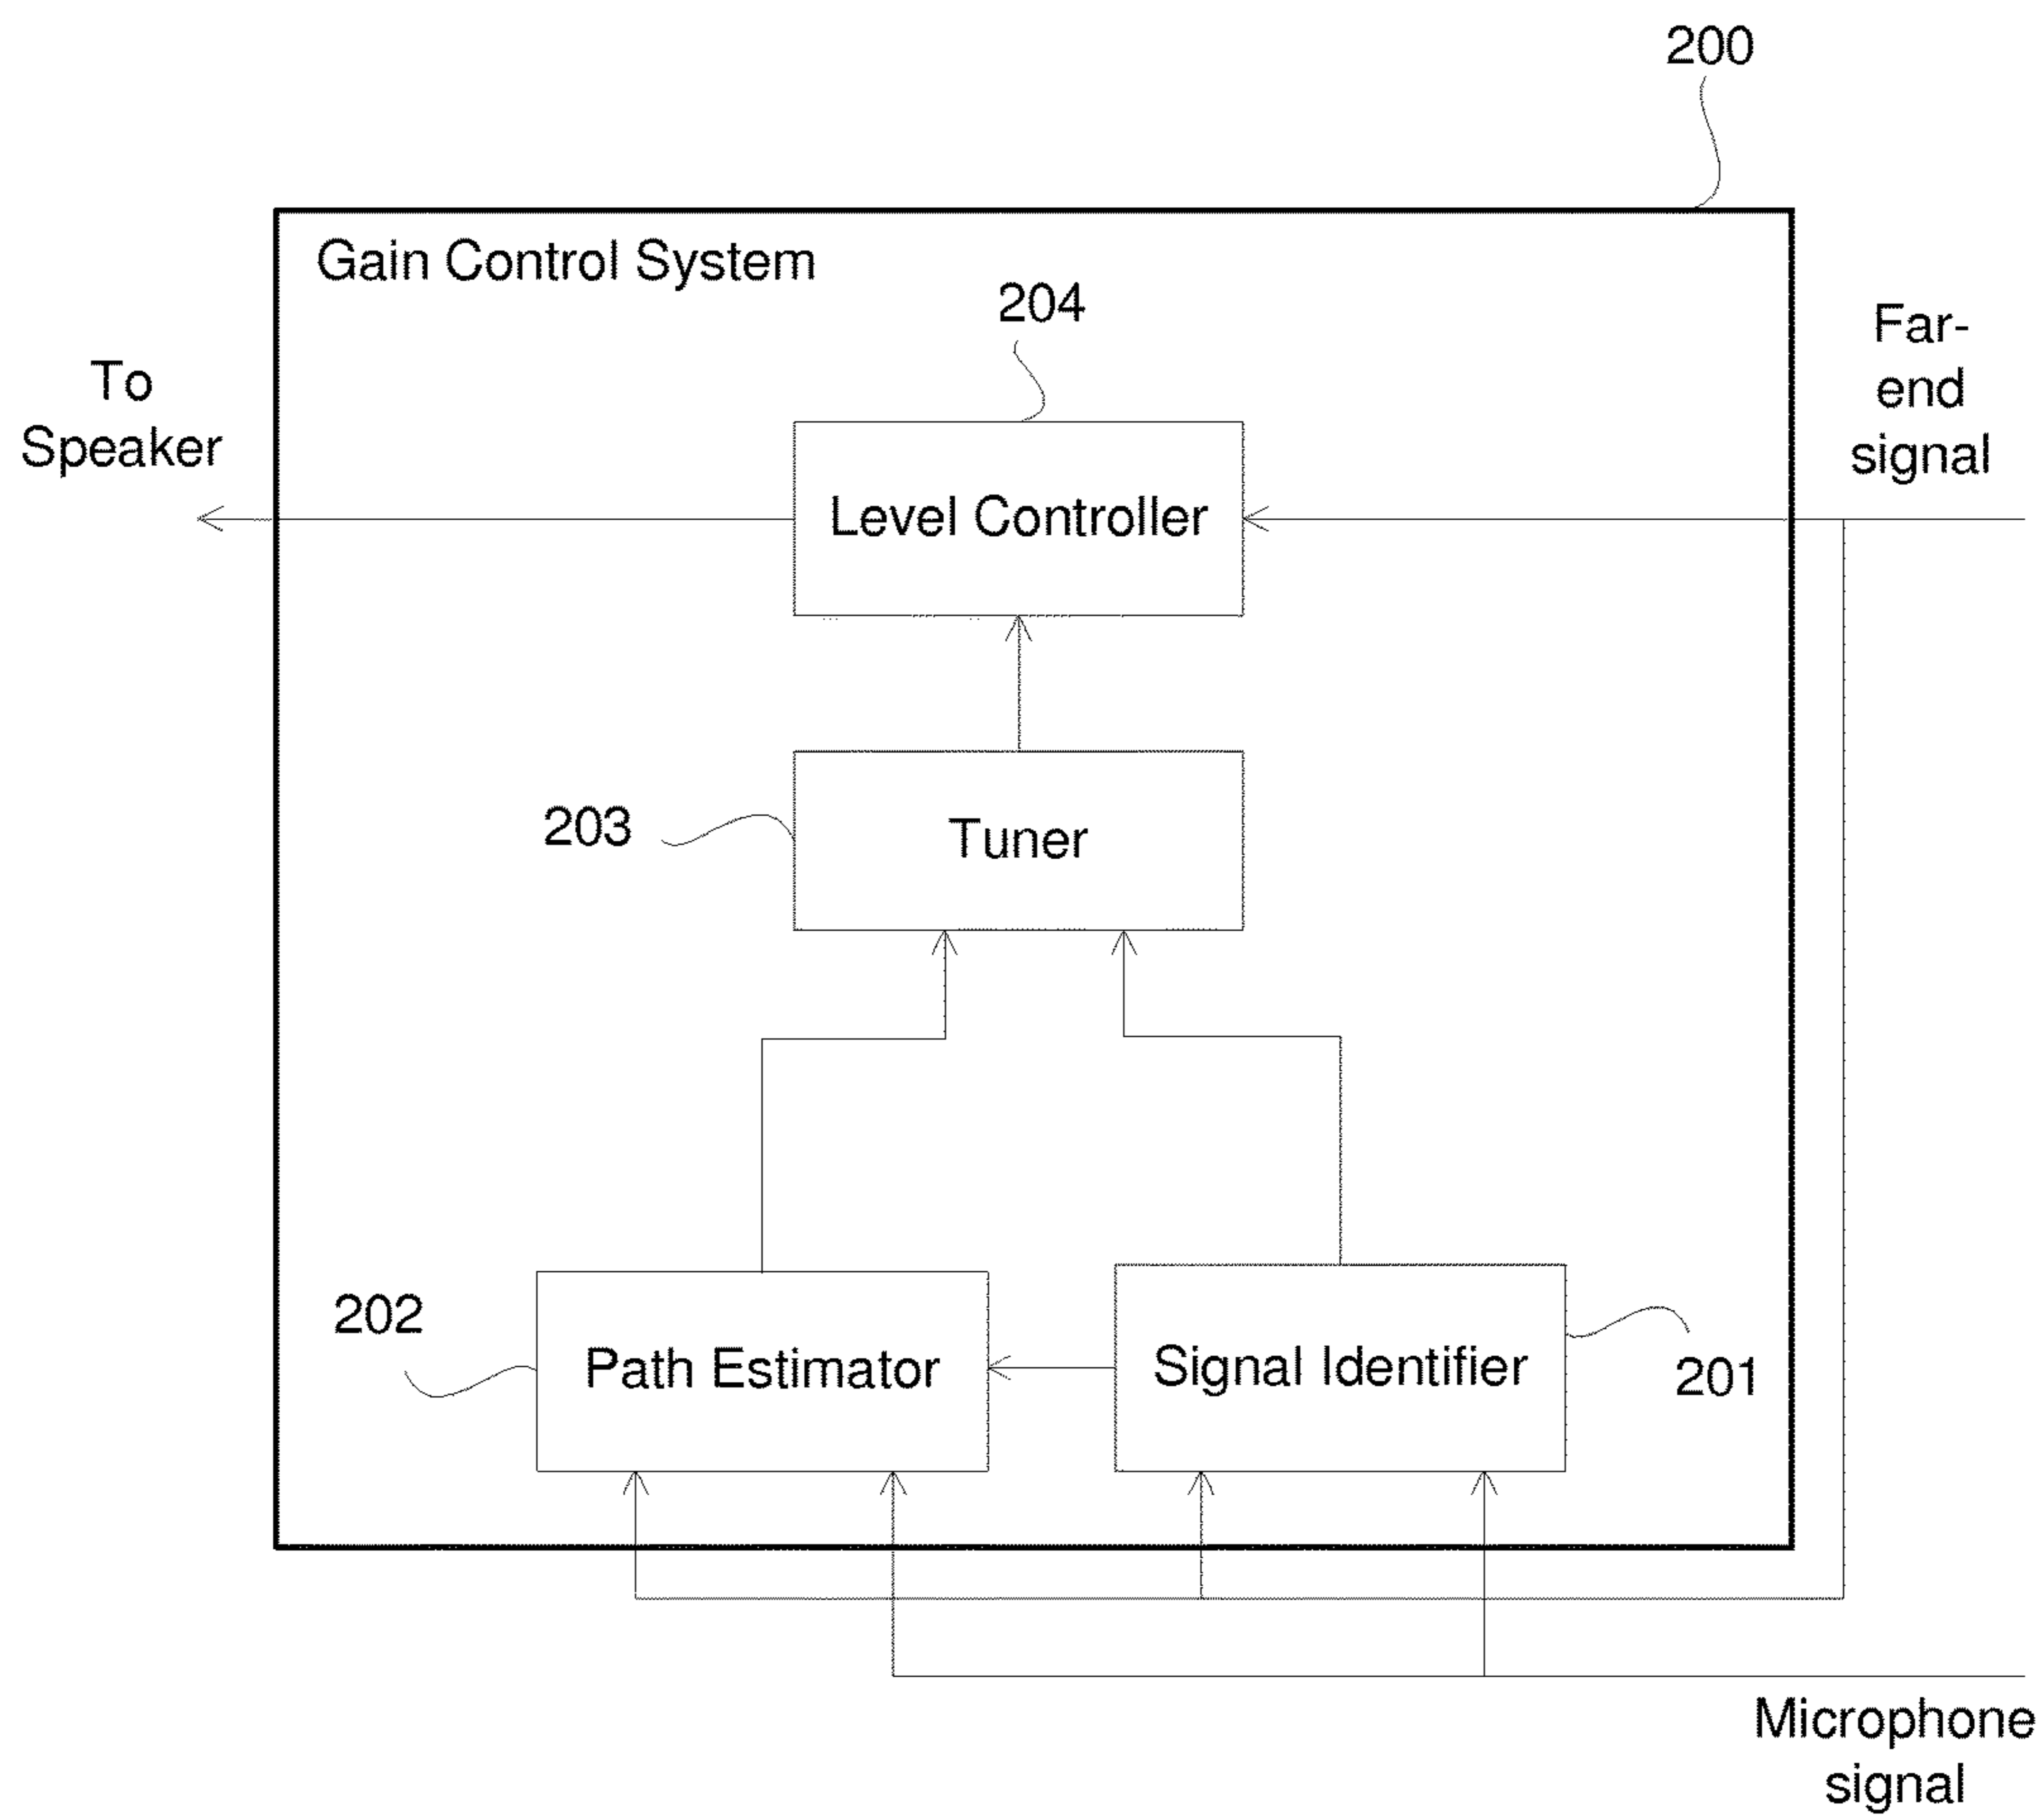 200
Gain Control System
204
Far-
end
signal
To
Speaker
Level Controller
203
Tuner
202
Path Estimator
Signal Identifier
201
Microphone
signal